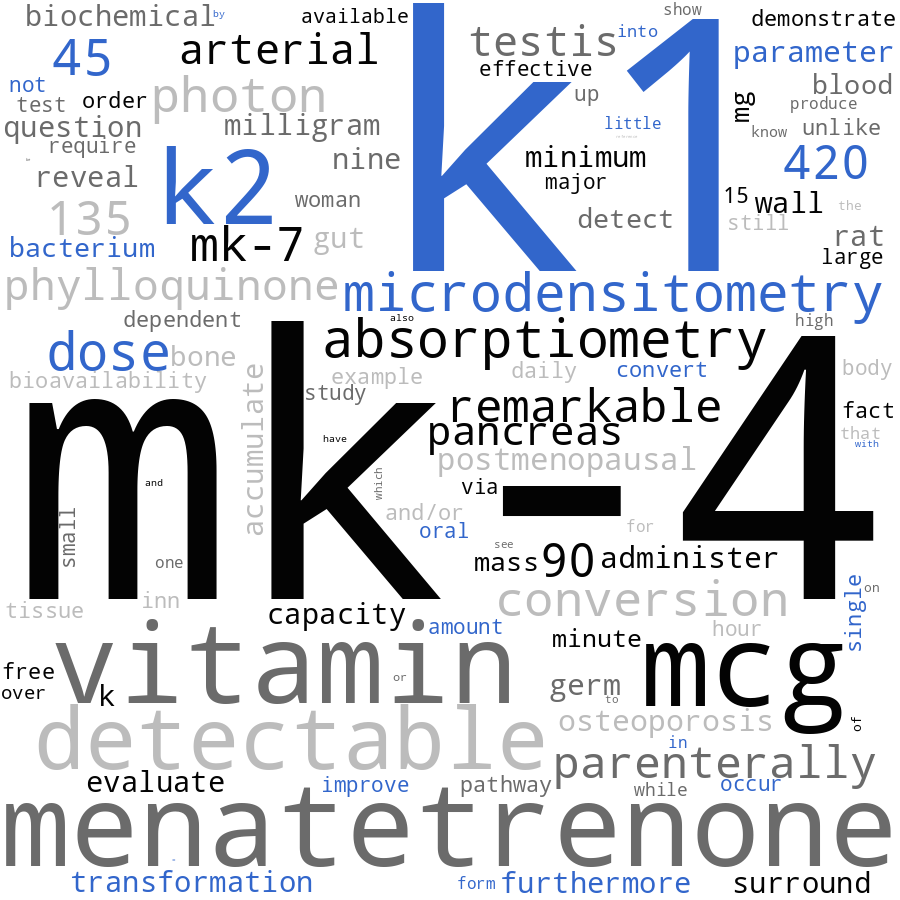 biochemical by available show demonstrate
45 arterial k1 testis into parameter
not effective blood
test order photon up mg produce
question milligram little know unlike
require nine minimum 420
reveal k2 woman major 15 wall the
135 detect still
bacterium mk-7 gut rat
large
phylloquinone microdensitometry
dependent also high
dose bone absorptiometry
bioavailability accumulate example daily convert body
study remarkable fact
have pancreas that
with
mk-4 postmenopausal
and which via
small and/or for
oral
one see mass 90 administer
tissue inn conversion single on
capacity amount hour
vitamin minute mcg
free or
over k germ to of
detectable osteoporosis
in parenterally
evaluate improve pathway while occur
menatetrenone
transformation form furthermore surround